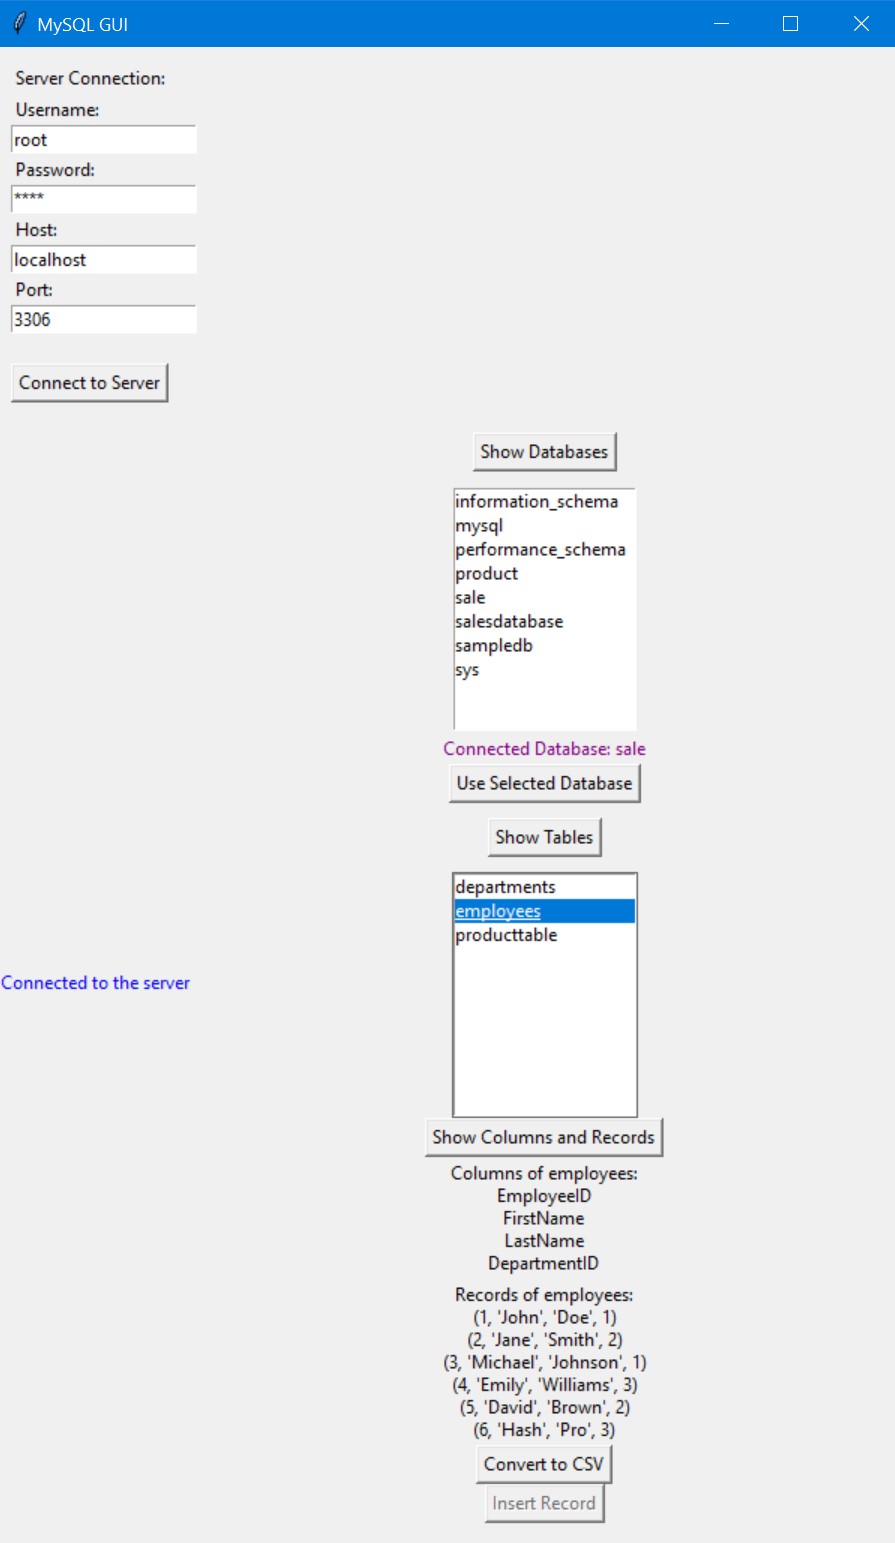 MySQL GUI
Server Connection:
Username:
root
Password:
****
Host:
localhost
Port:
3306
Connect to Server
Show Databases
information_schema
mysql
performance_schema
product
sale
salesdatabase
sampledb
sys
Connected Database: sale
Use Selected Database
Show Tables
departments
employees
producttable
Connected to the server
Show Columns and Records
Columns of employees:
EmployeeID
FirstName
LastName
DepartmentID
Records of employees:
(1, 'John', 'Doe', 1)
(2, 'Jane', 'Smith', 2)
(3, 'Michael', 'Johnson', 1)
(4, 'Emily', 'Williams', 3)
(5, 'David', 'Brown', 2)
(6, 'Hash', 'Pro', 3)
Convert to CSV
Insert Record